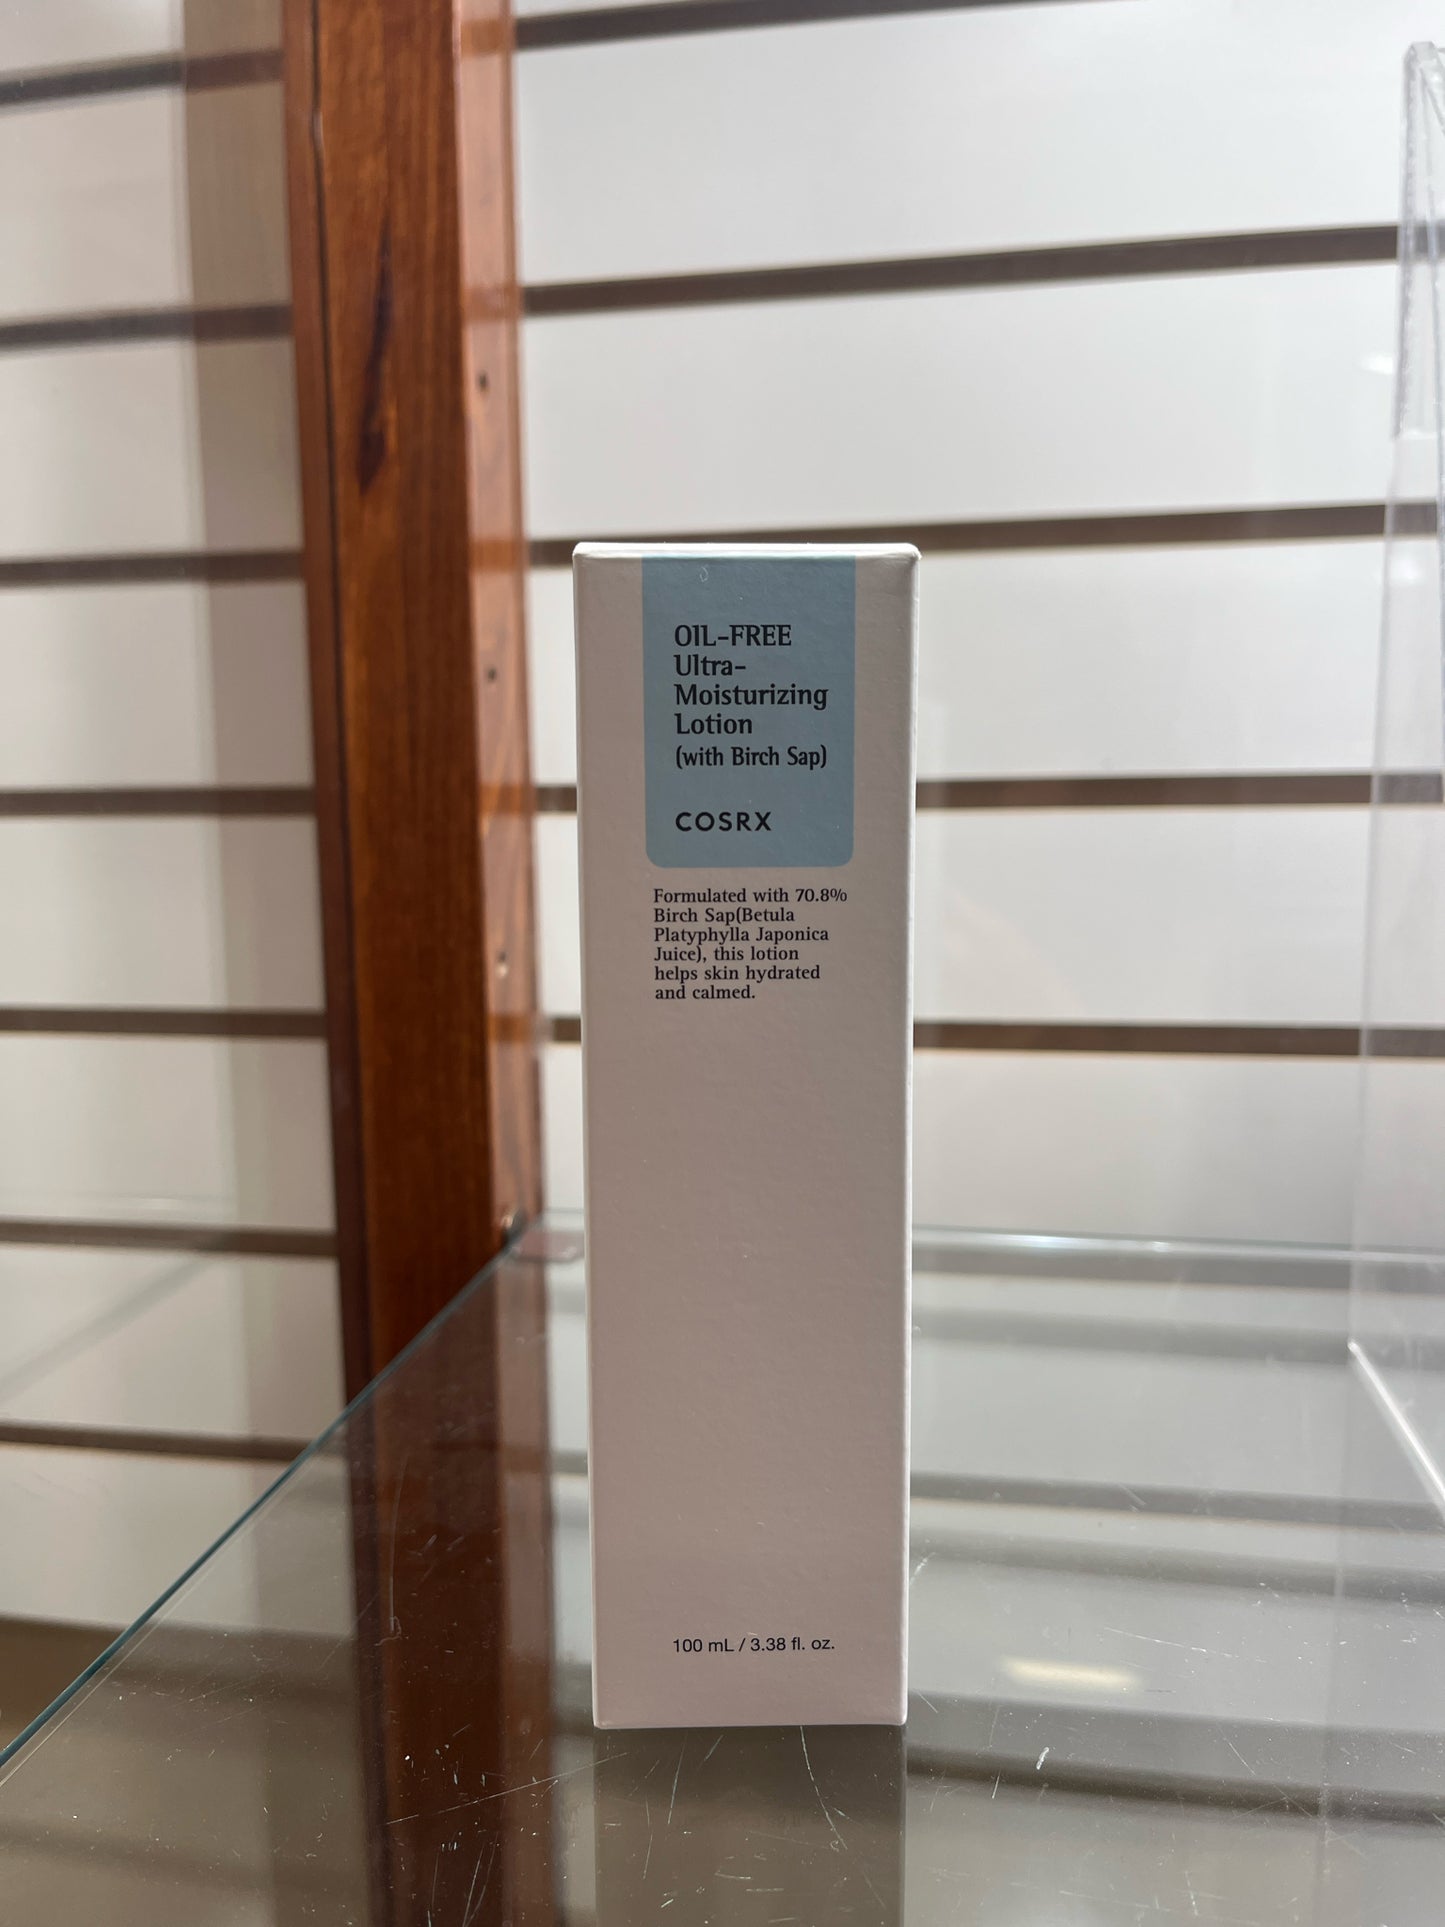 OIL-FREE
Ultra-
Moisturizing
Lotion
(with Birch Sap)
COSRX
Formulated with 70.8%
Birch Sap(Betula
Platyphylla Japonica
Juice), this lotion
helps skin hydrated
and calmed.
100 mL / 3.38 fl. oz.